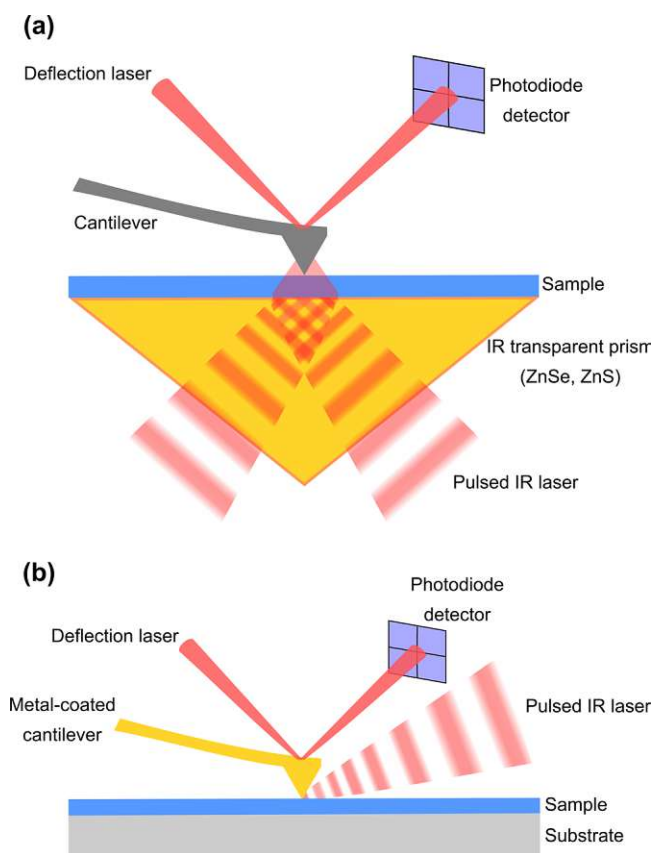 (a)
Deflection laser
Photodiode
detector
Cantilever
Sample
IR transparent prism
(ZnSe, ZnS)
Pulsed IR laser
(b)
Photodiode
detector
Deflection laser
Metal-coated
cantilever
Pulsed IR laser
Sample
Substrate